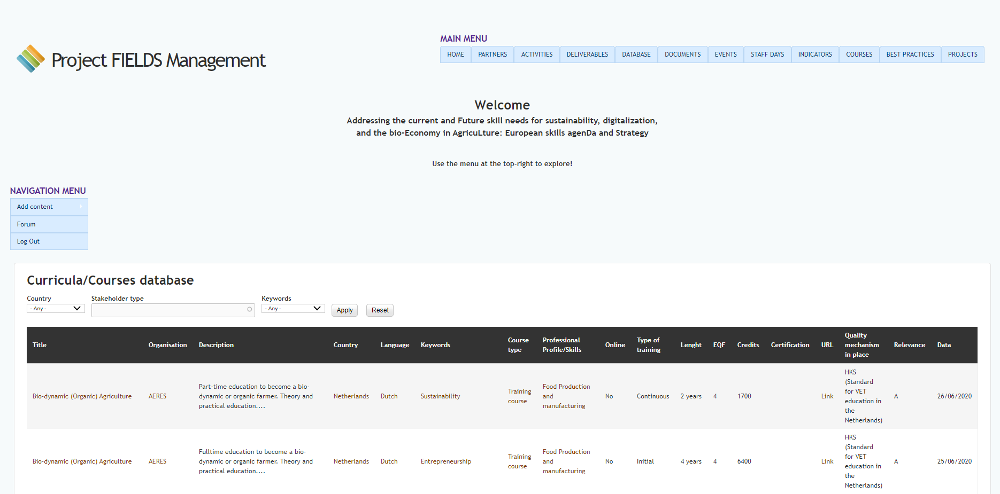 MAIN MENU
Project FIELDS Management
HOME PARTNERS ACTIVITIES DELIVERABLES DATABASE DOCUMENTS EVENTS STAFF DAYS INDICATORS COURSES BEST PRACTICES PROJECTS
Welcome
Addressing the current and Future skIll needs for sustainability, digitalization,
and the bio-Economy in AgricuLture: European skills agenDa and Strategy
Use the menu at the top-right to explore!
NAVIGATION MENU
Add content
Forum
Log Out
Curricula/Courses database
Country Stakeholder type Keywords
- Any - - Any - Apply Reset
Title Organisation Description Country Language Keywords Course type Professional Profile/Skills Online Type of training Lenght EQF Credits Certification URL Quality mechanism in place Relevance Data
Bio-dynamic (Organic) Agriculture AERES Part-time education to become a bio-dynamic or organic farmer. Theory and practical education.... Netherlands Dutch Sustainability Training course Food Production and manufacturing No Continuous 2 years 4 1700 Link HKS (Standard for VET education in the Netherlands) A 26/06/2020
Bio-dynamic (Organic) Agriculture AERES Fulltime education to become a bio-dynamic or organic farmer. Theory and practical education.... Netherlands Dutch Entrepreneurship Training course Food Production and manufacturing No Initial 4 years 4 6400 Link HKS (Standard for VET education in the Netherlands) A 25/06/2020